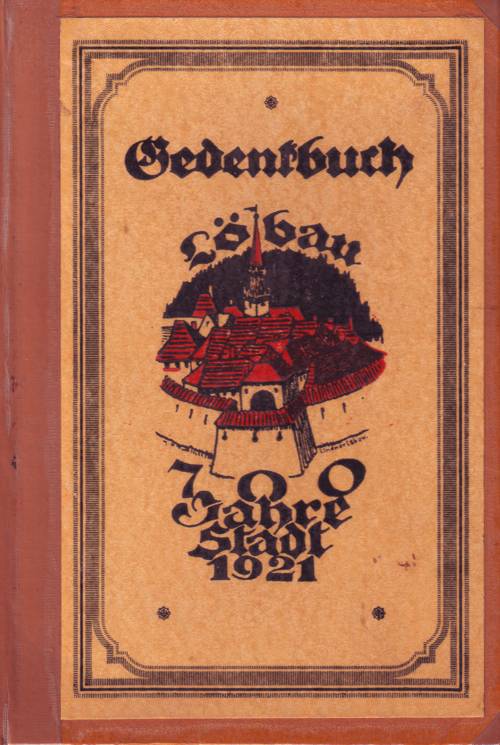 Gedenkbuch
Löbau
700
Jahre
Stadt
1921